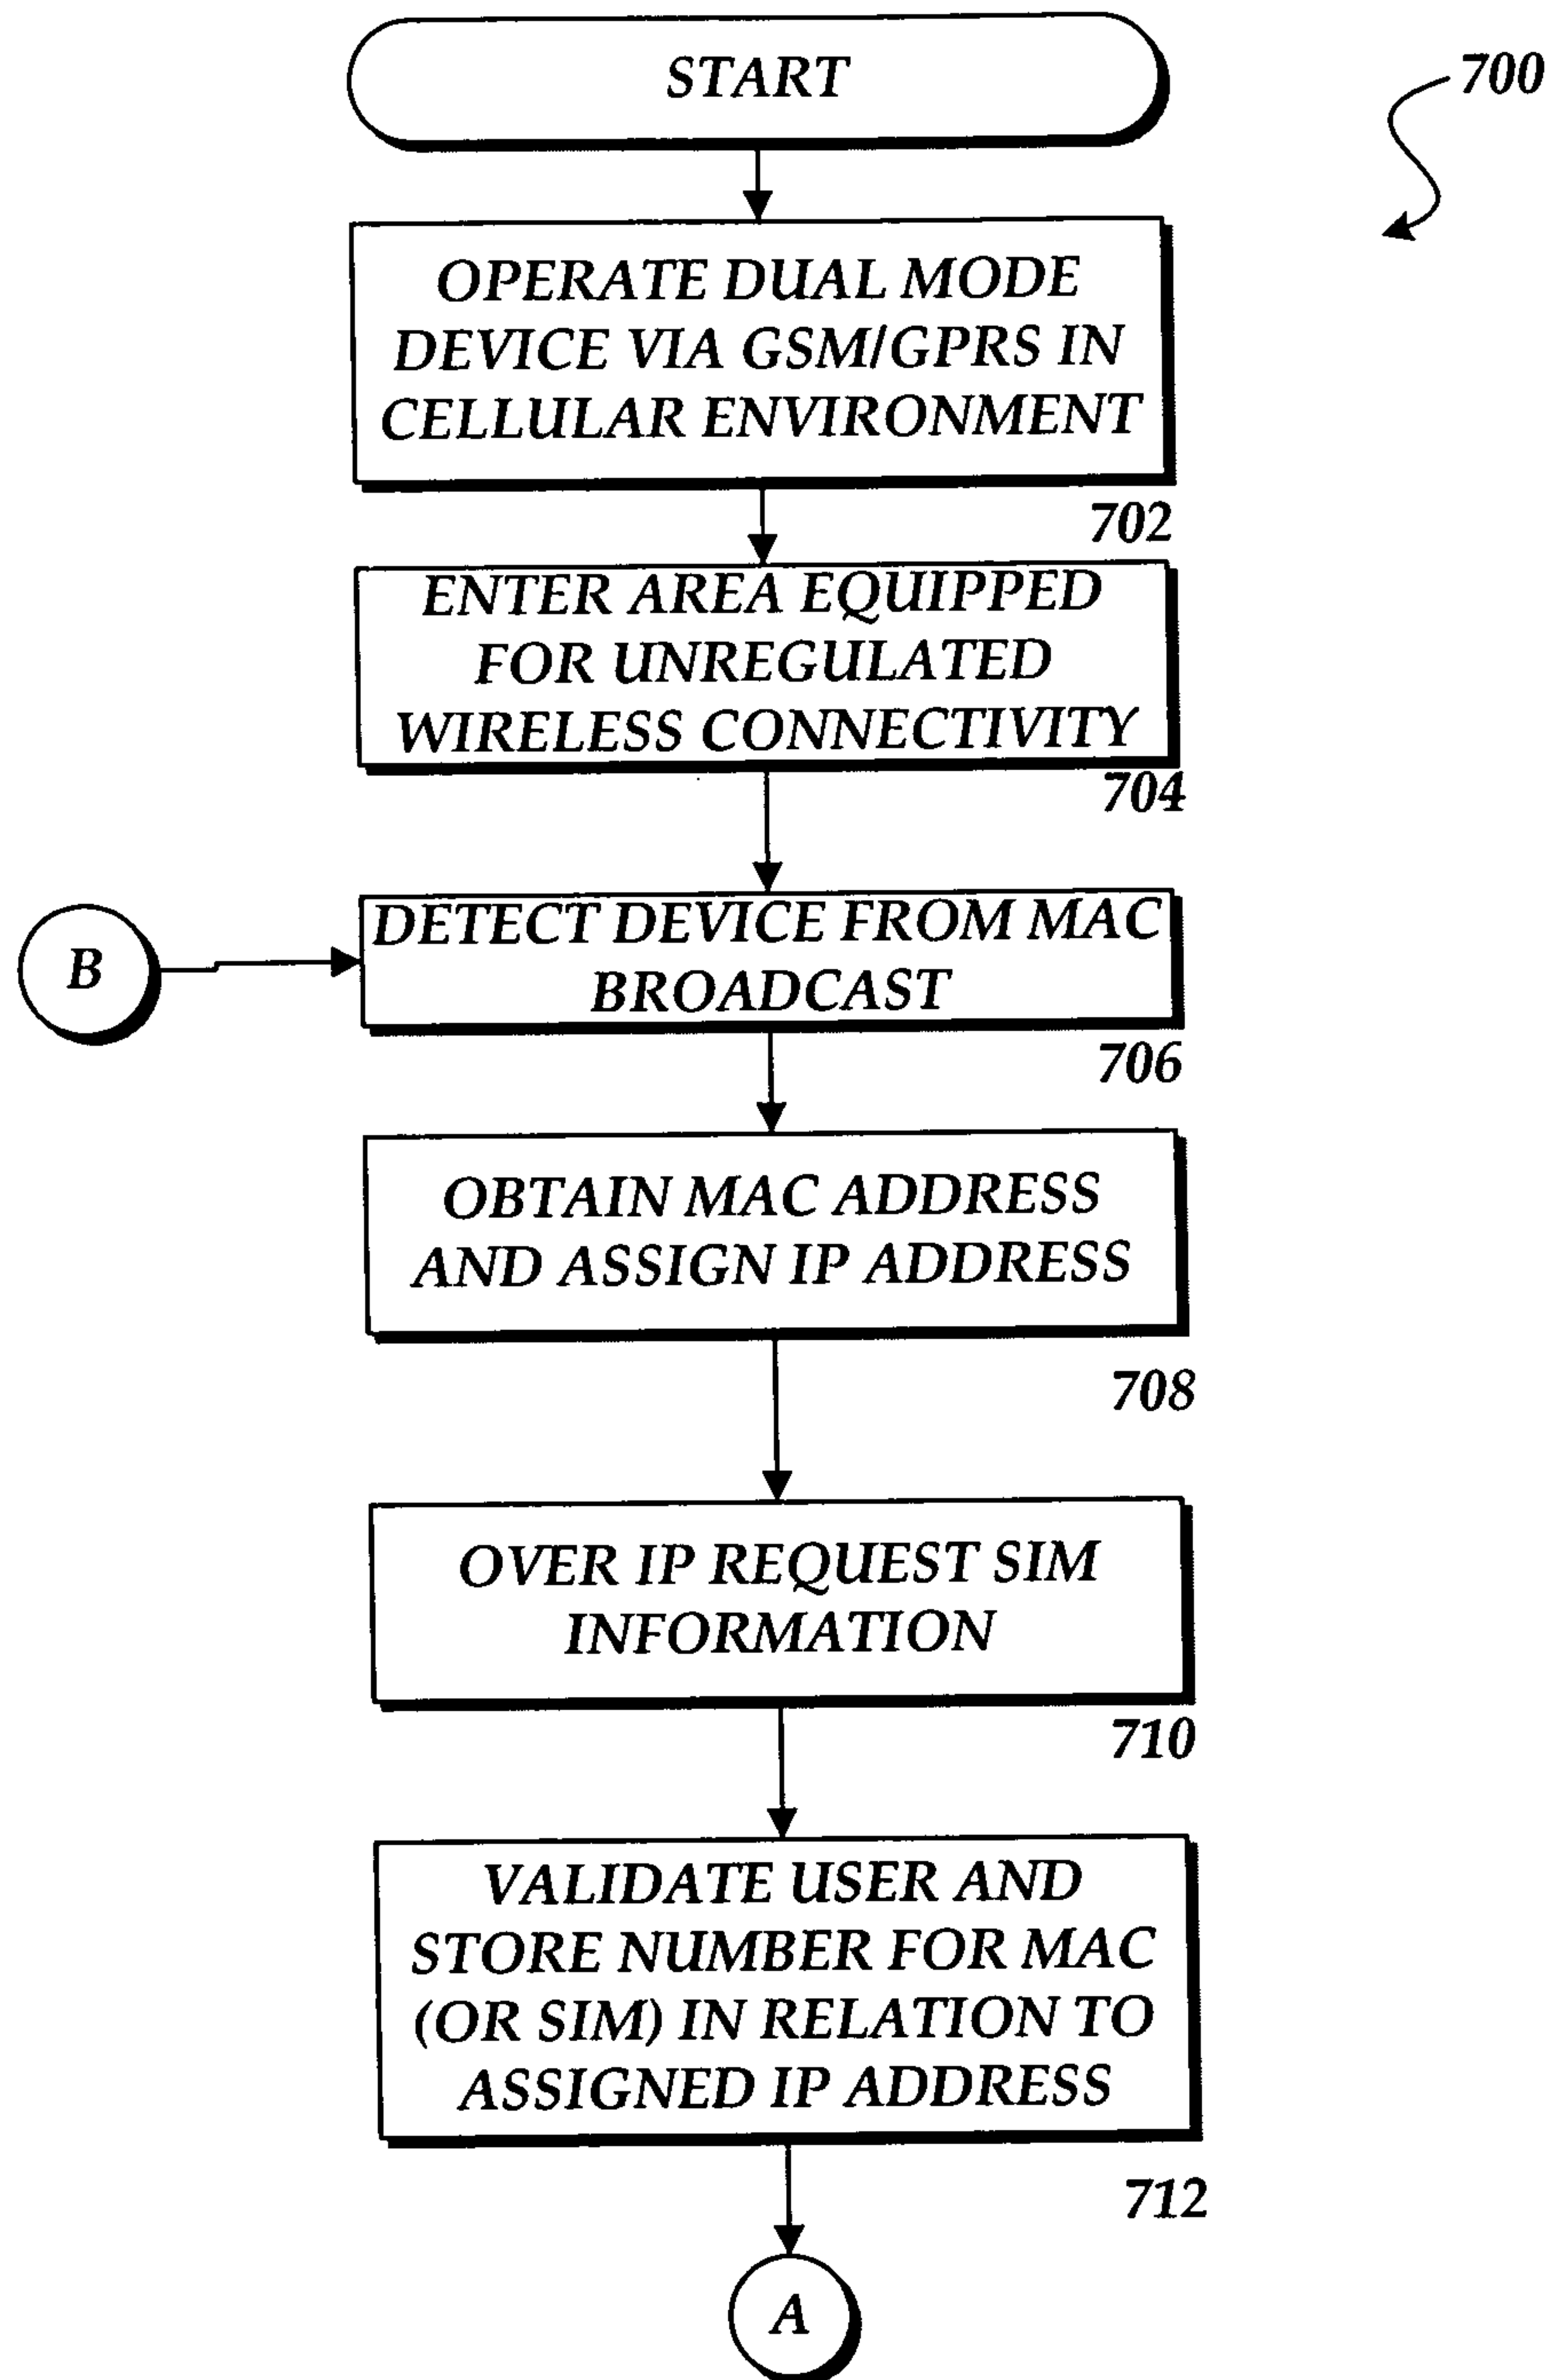 START
700
OPERATE DUAL MODE
DEVICE VIA GSM/GPRS IN
CELLULAR ENVIRONMENT
702
ENTER AREA EQUIPPED
FOR UNREGULATED
WIRELESS CONNECTIVITY
704
B
DETECT DEVICE FROM MAC
BROADCAST
706
OBTAIN MAC ADDRESS
AND ASSIGN IP ADDRESS
708
OVER IP REQUEST SIM
INFORMATION
710
VALIDATE USER AND
STORE NUMBER FOR MAC
(OR SIM) IN RELATION TO
ASSIGNED IP ADDRESS
712
A